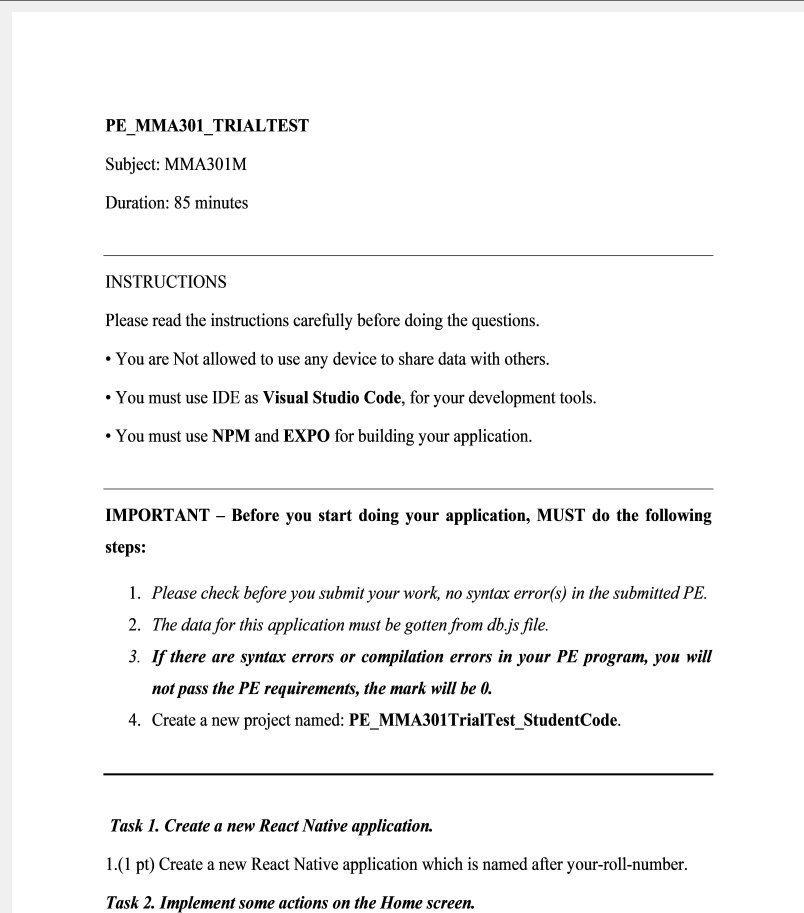 PE_MMA301_TRIALTEST
Subject: MMA301M
Duration: 85 minutes
INSTRUCTIONS
Please read the instructions carefully before doing the questions.
• You are Not allowed to use any device to share data with others.
• You must use IDE as Visual Studio Code, for your development tools.
• You must use NPM and EXPO for building your application.
IMPORTANT – Before you start doing your application, MUST do the following
steps:
1. Please check before you submit your work, no syntax error(s) in the submitted PE.
2. The data for this application must be gotten from db.js file.
3. If there are syntax errors or compilation errors in your PE program, you will
not pass the PE requirements, the mark will be 0.
4. Create a new project named: PE_MMA301TrialTest_StudentCode.
Task 1. Create a new React Native application.
1.(1 pt) Create a new React Native application which is named after your-roll-number.
Task 2. Implement some actions on the Home screen.